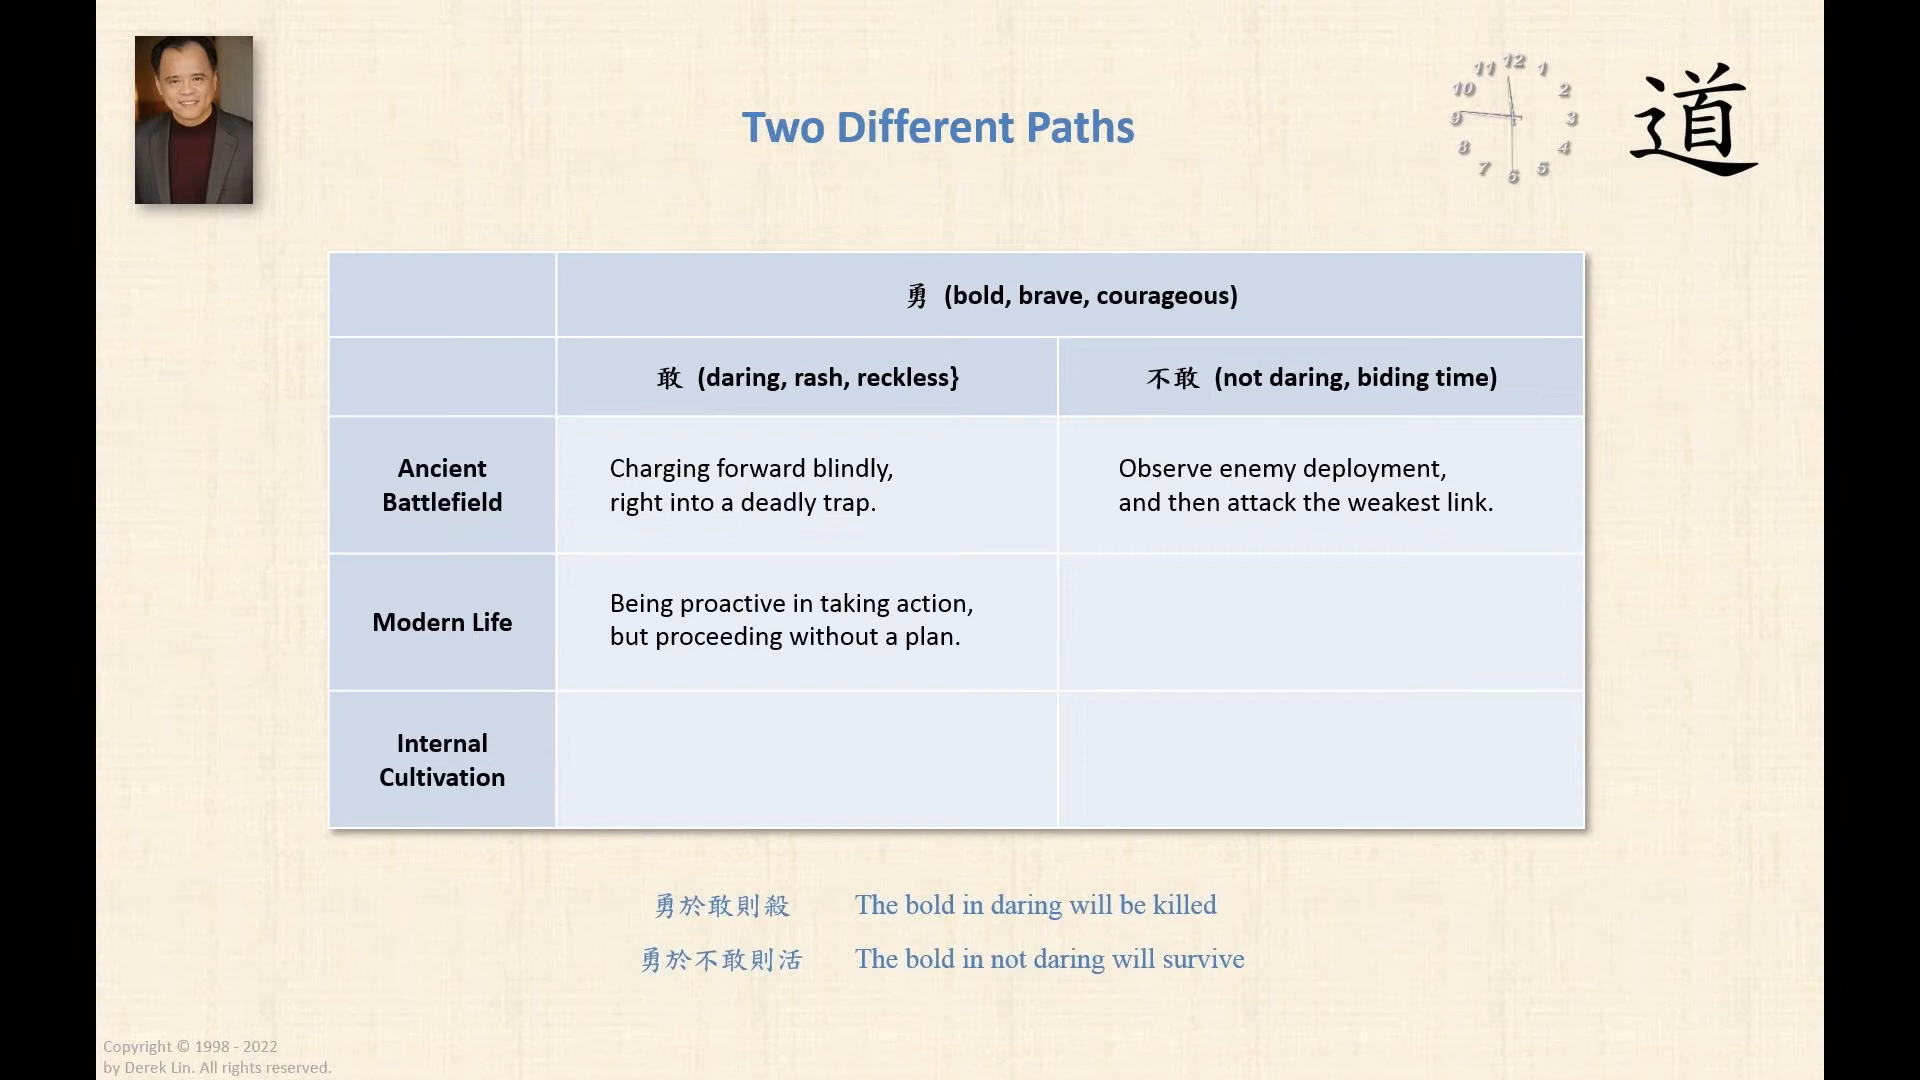 Two Different Paths
12
1
2
3
4
5
6
7
8
9
10
11
道
勇 (bold, brave, courageous)
敢 (daring, rash, reckless}
不敢 (not daring, biding time)
Ancient
Battlefield
Charging forward blindly,
right into a deadly trap.
Observe enemy deployment,
and then attack the weakest link.
Modern Life
Being proactive in taking action,
but proceeding without a plan.
Internal
Cultivation
勇於敢則殺 The bold in daring will be killed
勇於不敢則活 The bold in not daring will survive
Copyright © 1998 - 2022
by Derek Lin. All rights reserved.